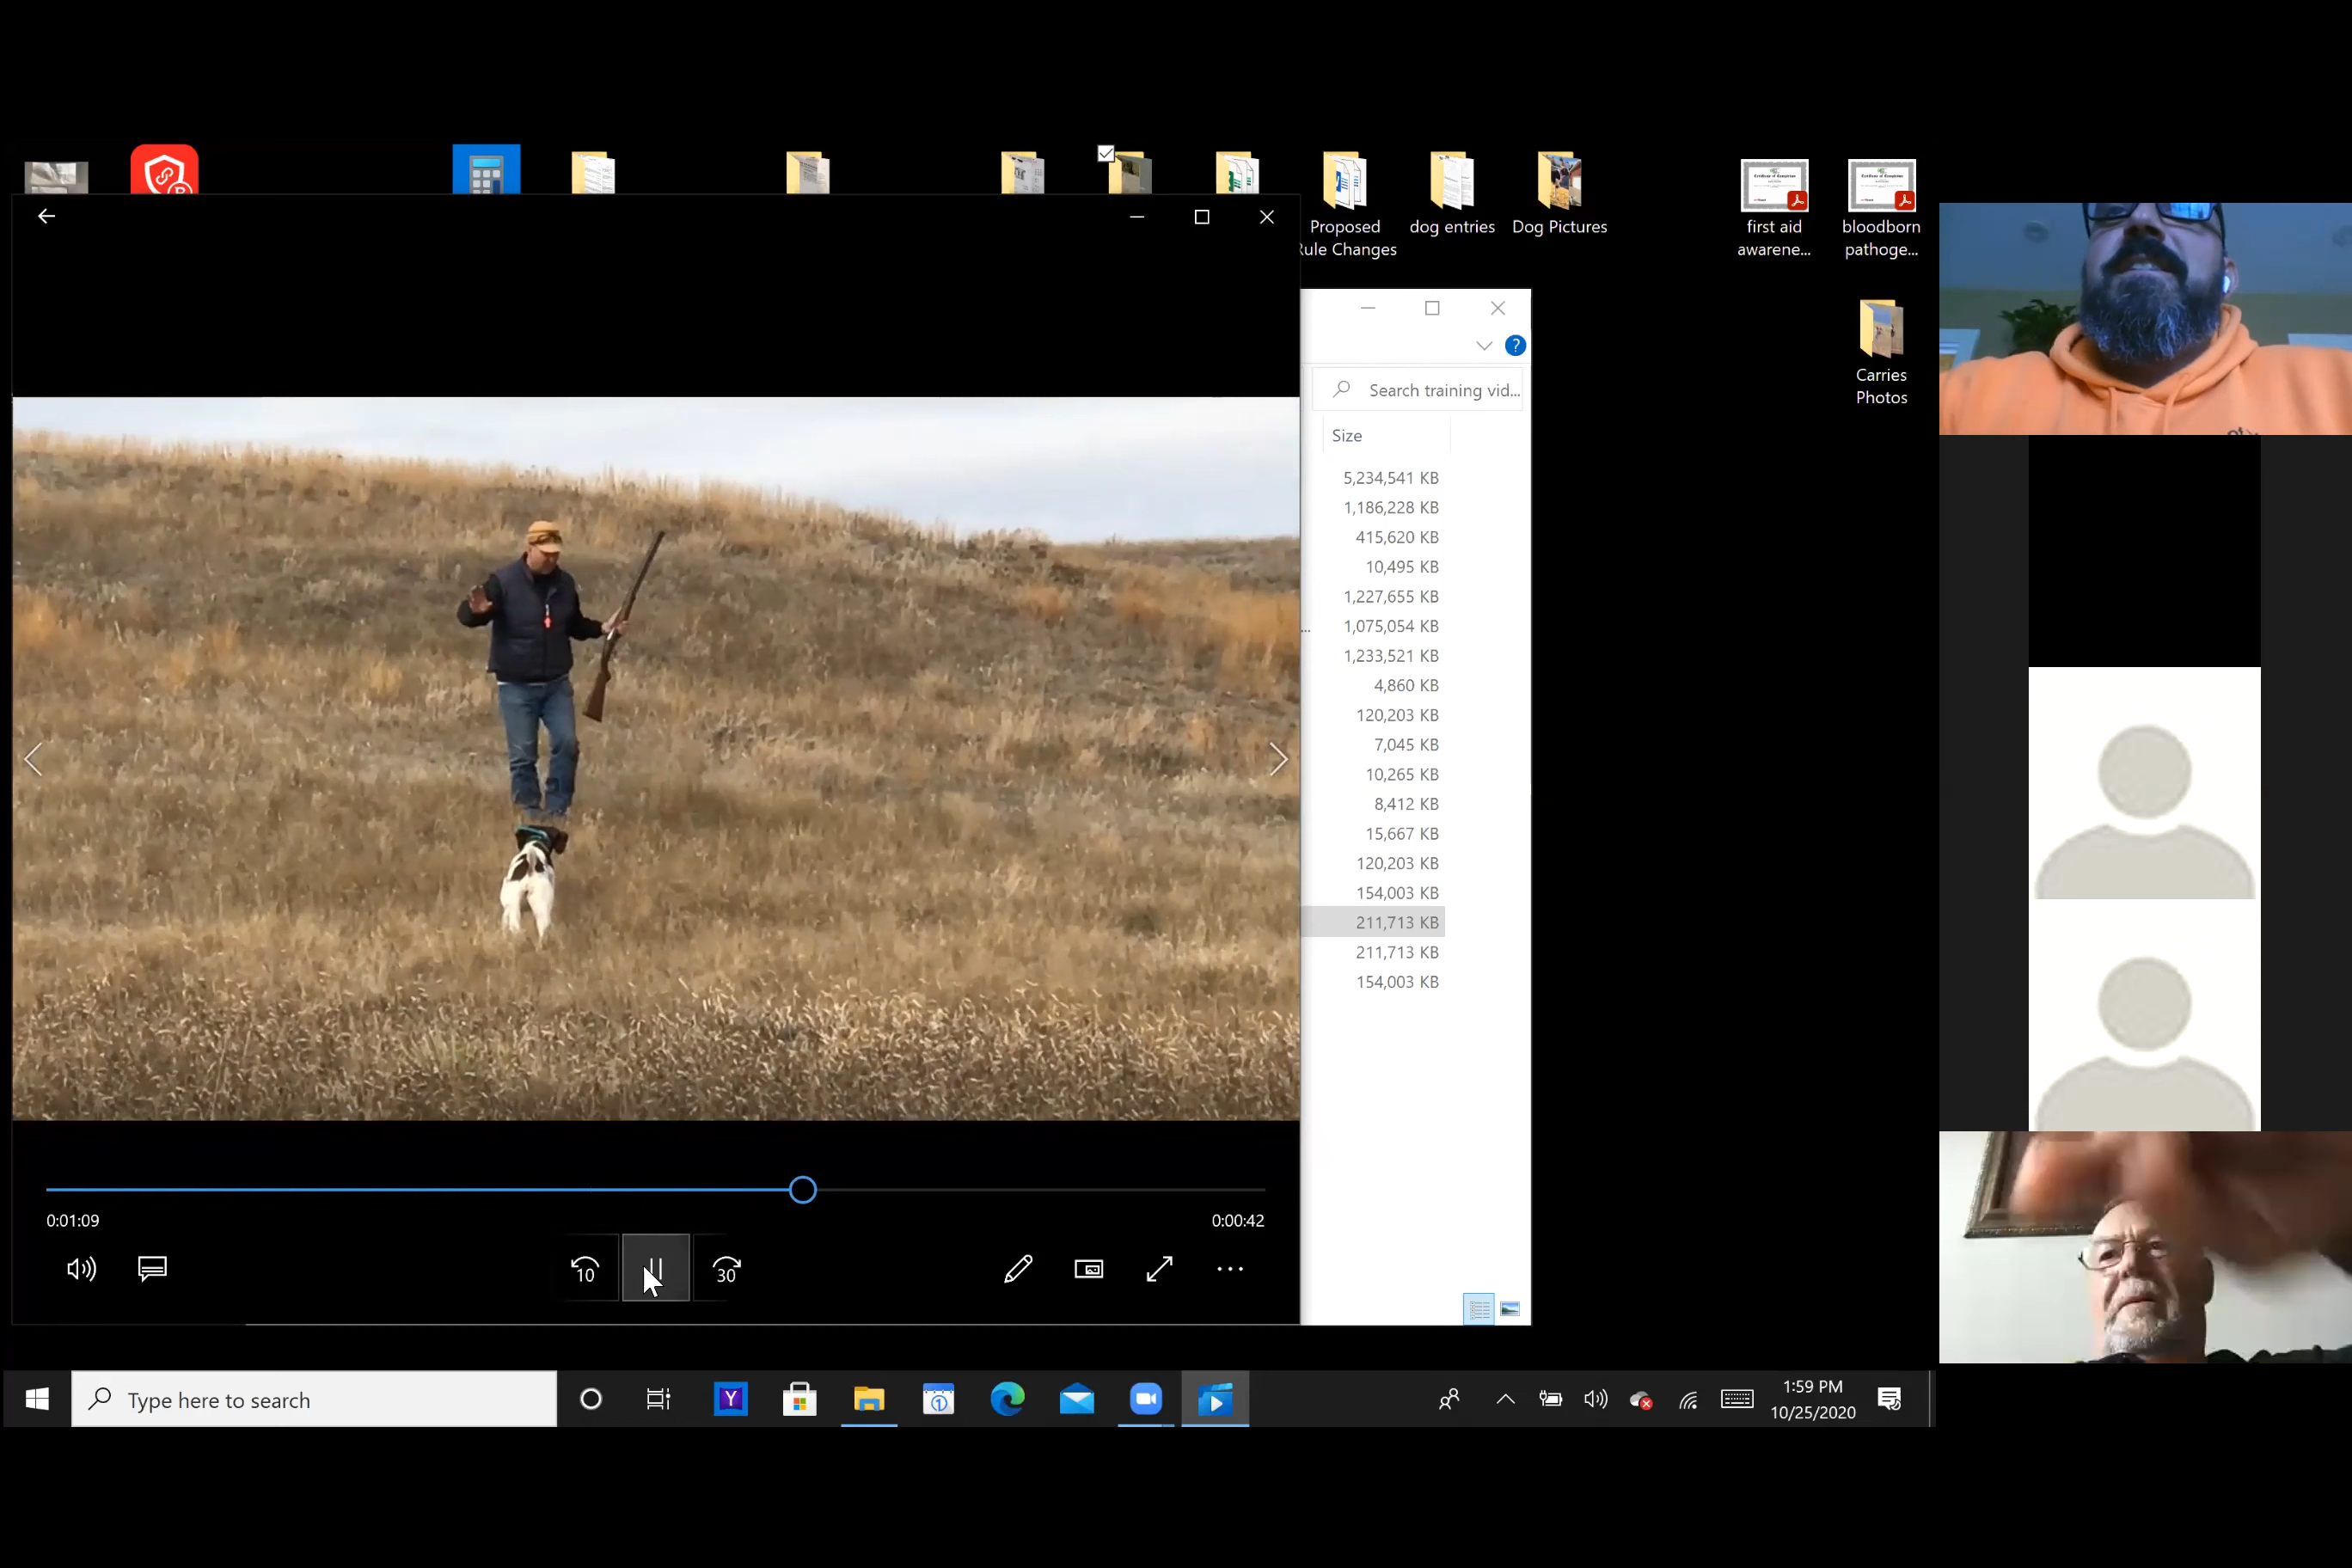 Proposed
Rule Changes
dog entries
Dog Pictures
first aid
awarene...
bloodborn
pathoge...
Carries
Photos
?
Search training vid...
Size
5,234,541 KB
1,186,228 KB
415,620 KB
10,495 KB
1,227,655 KB
... 1,075,054 KB
1,233,521 KB
4,860 KB
120,203 KB
7,045 KB
10,265 KB
8,412 KB
15,667 KB
120,203 KB
154,003 KB
211,713 KB
211,713 KB
154,003 KB
0:01:09
0:00:42
10
30
Type here to search
Y
1
1:59 PM
10/25/2020